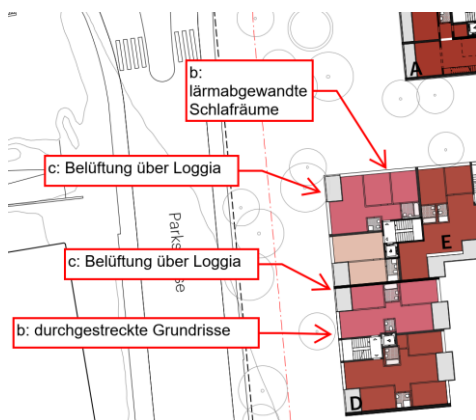 A
b:
lärmabgewandte
Schlafräume
c: Belüftung über Loggia
E
c: Belüftung über Loggia
b: durchgestreckte Grundrisse
D